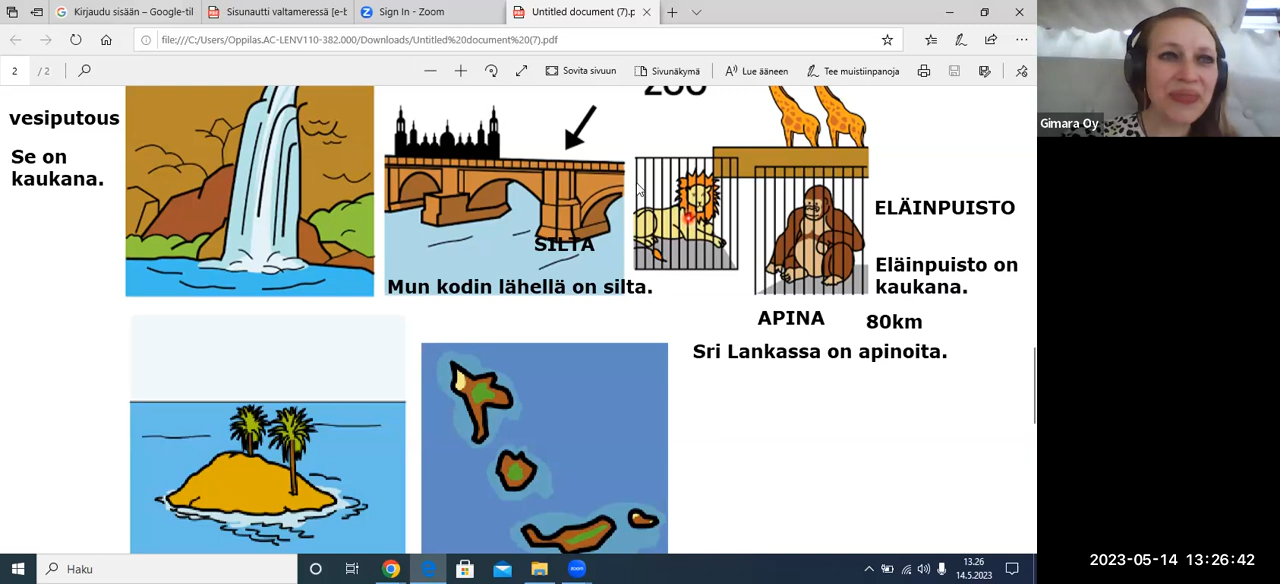 Kirjaudu sisään – Google-til
Sisunautti valtameressä [e-b
Sign In - Zoom
Untitled document (7).p
file:///C:/Users/Oppilas.AC-LENV110-382.000/Downloads/Untitled%20document%20(7).pdf
2 / 2
Sovita sivuun
Sivunäkymä
Lue ääneen
Tee muistiinpanoja
ZOO
vesiputous
Se on
kaukana.
SILTA
Mun kodin lähellä on silta.
ELÄINPUISTO
Eläinpuisto on
kaukana.
APINA
80km
Sri Lankassa on apinoita.
Gimara Oy
Haku
zoom
13.26
14.5.2023
2023-05-14 13:26:42